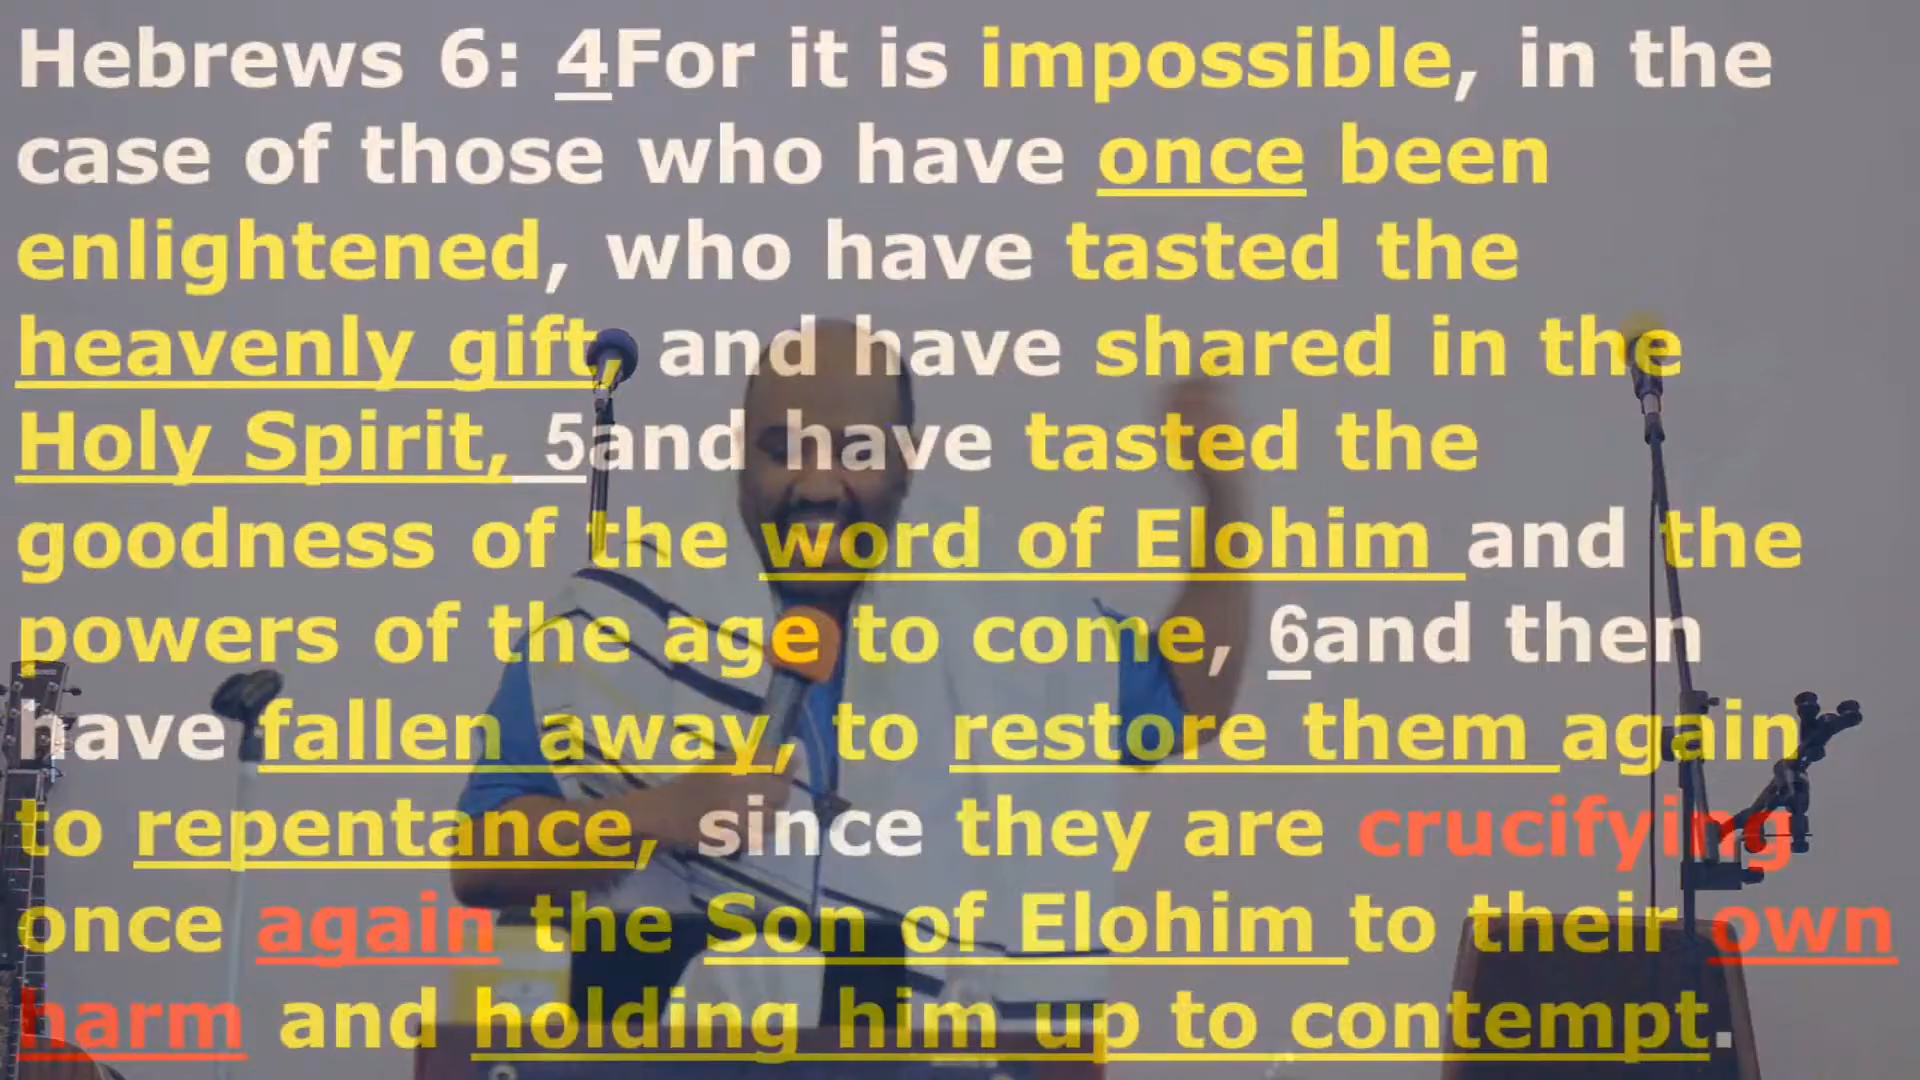 Hebrews 6: 4For it is impossible, in the
case of those who have once been
enlightened, who have tasted the
heavenly gift, and have shared in the
Holy Spirit, 5and have tasted the
goodness of the word of Elohim and the
powers of the age to come, 6and then
have fallen away, to restore them again
to repentance, since they are crucifying
once again the Son of Elohim to their own
harm and holding him up to contempt.